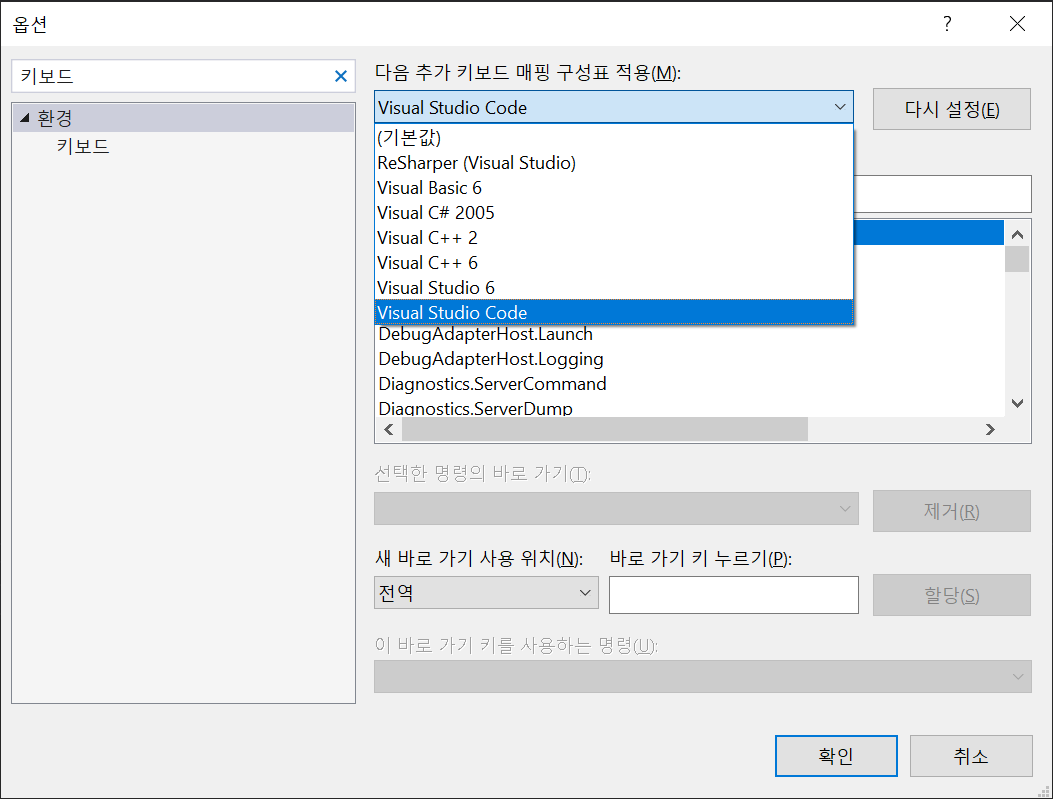 옵션
?
키보드
환경
키보드
다음 추가 키보드 매핑 구성표 적용(M):
Visual Studio Code
다시 설정(E)
(기본값)
ReSharper (Visual Studio)
Visual Basic 6
Visual C# 2005
Visual C++ 2
Visual C++ 6
Visual Studio 6
Visual Studio Code
DebugAdapterHost.Launch
DebugAdapterHost.Logging
Diagnostics.ServerCommand
Diagnostics.ServerDump
선택한 명령의 바로 가기(T):
제거(R)
새 바로 가기 사용 위치(N):
바로 가기 키 누르기(P):
전역
할당(S)
이 바로 가기 키를 사용하는 명령(U):
확인
취소